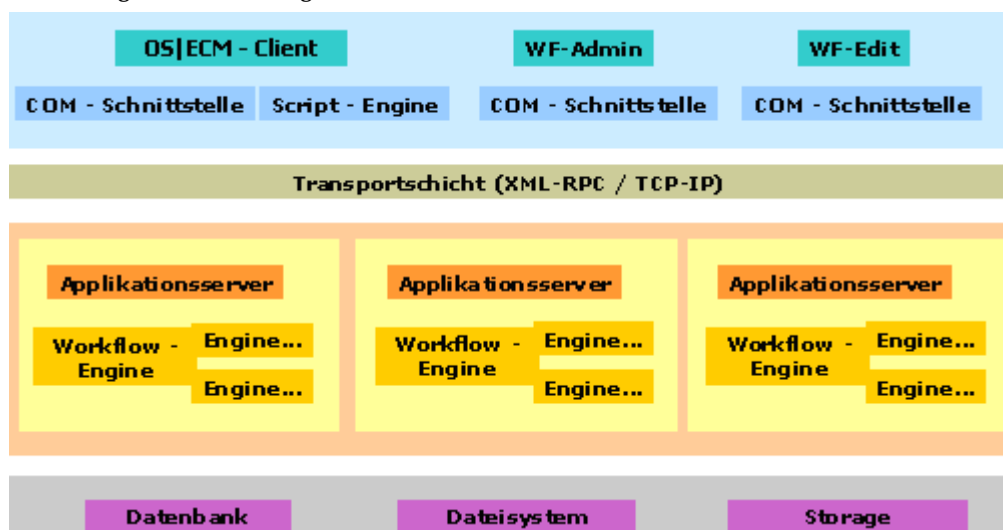 OS|ECM - Client
WF-Admin
WF-Edit
COM - Schnittstelle
Script - Engine
COM - Schnittstelle
COM - Schnittstelle
Transportschicht (XML-RPC / TCP-IP)
Applikationsserver
Applikationsserver
Applikationsserver
Workflow -
Engine
Engine...
Engine...
Workflow -
Engine
Engine...
Engine...
Workflow -
Engine
Engine...
Engine...
Datenbank
Dateisystem
Storage